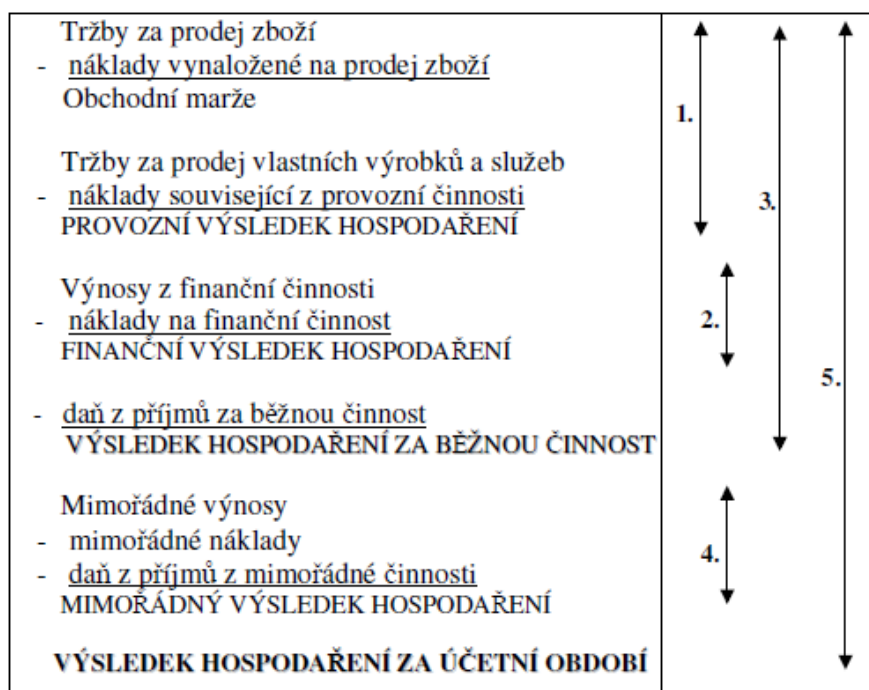 Tržby za prodej zboží
- náklady vynaložené na prodej zboží
Obchodní marže
1.
Tržby za prodej vlastních výrobků a služeb
- náklady související z provozní činnosti
3.
PROVOZNÍ VÝSLEDEK HOSPODAŘENÍ
Výnosy z finanční činnosti
- náklady na finanční činnost
2.
FINANČNÍ VÝSLEDEK HOSPODAŘENÍ
5.
- daň z příjmů za běžnou činnost
VÝSLEDEK HOSPODAŘENÍ ZA BĚŽNOU ČINNOST
Mimořádné výnosy
- mimořádné náklady
4.
- daň z příjmů z mimořádné činnosti
MIMOŘÁDNÝ VÝSLEDEK HOSPODAŘENÍ
VÝSLEDEK HOSPODAŘENÍ ZA ÚČETNÍ OBDOBÍ